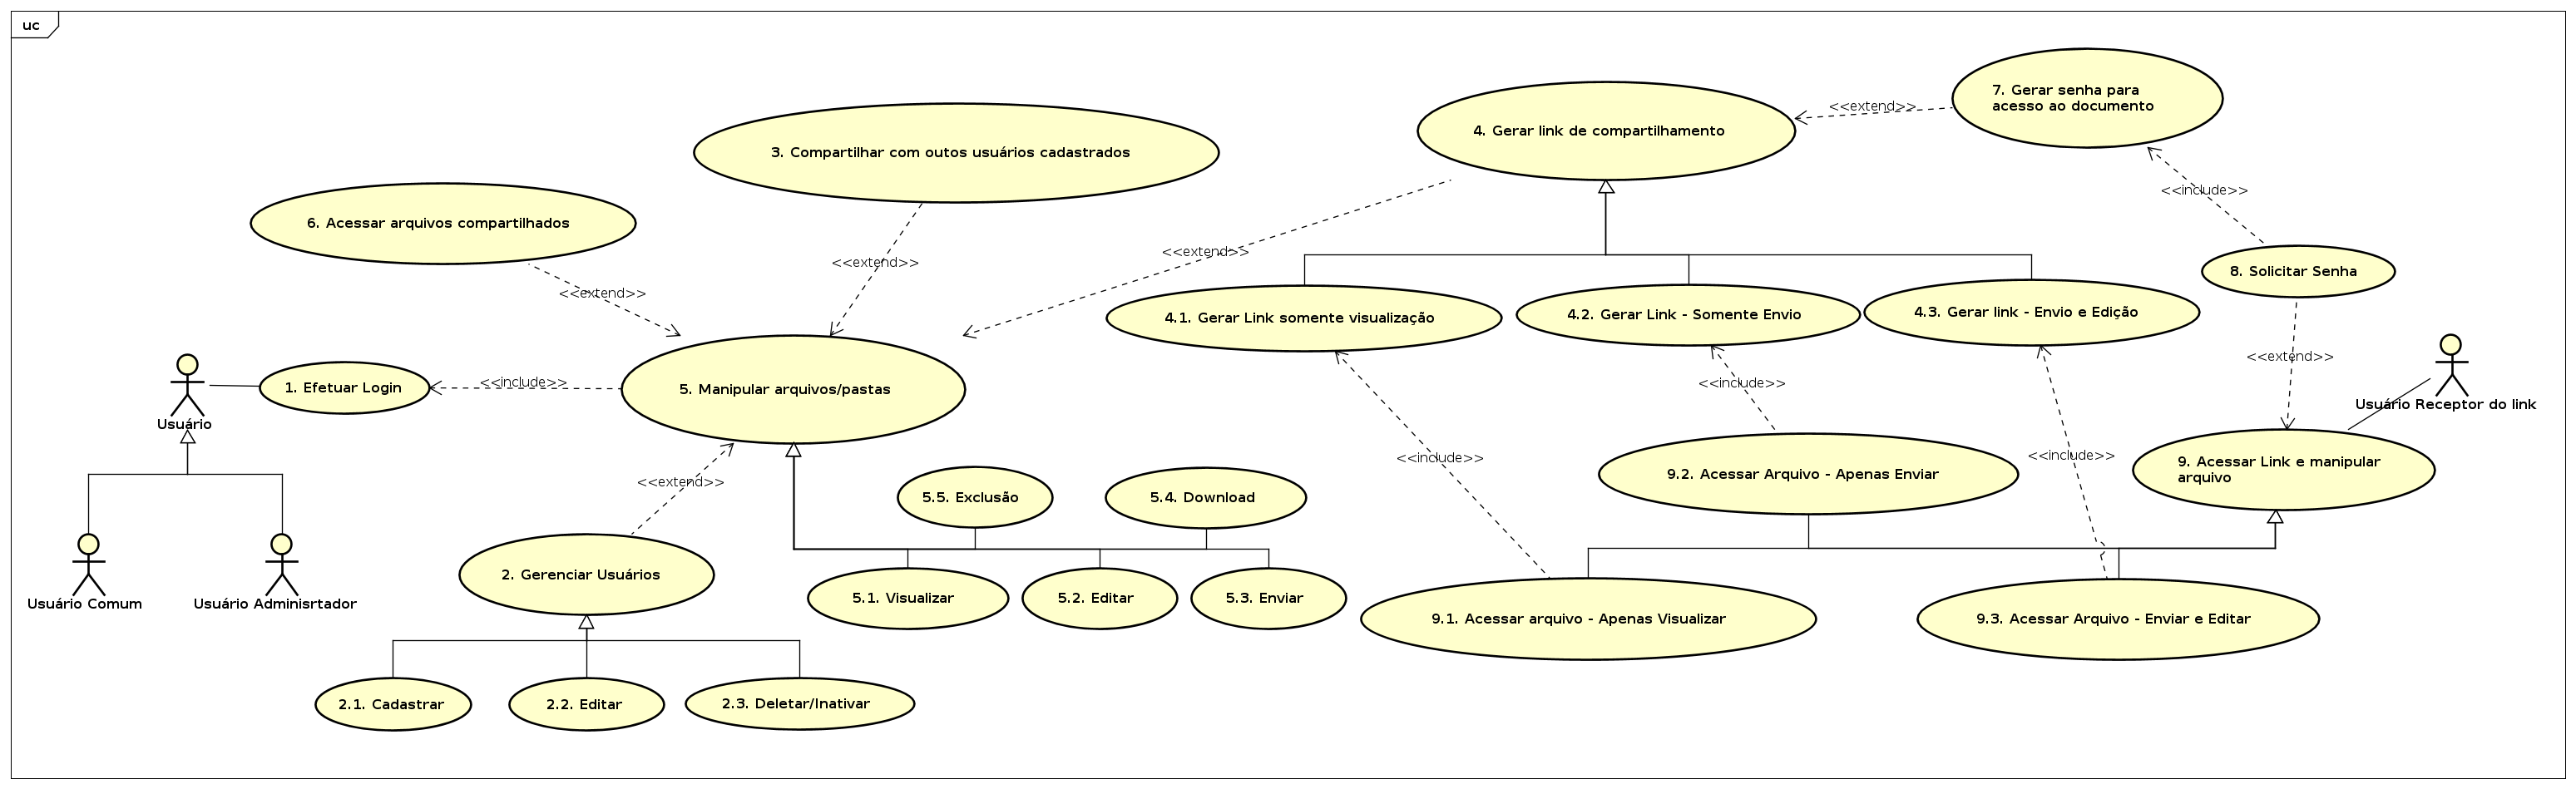 uc
7. Gerar senha para
acesso ao documento
<<extend>>
4. Gerar link de compartilhamento
3. Compartilhar com outos usuários cadastrados
<<include>>
6. Acessar arquivos compartilhados
<<extend>>
<<extend>>
8. Solicitar Senha
<<extend>>
4.1. Gerar Link somente visualização
4.2. Gerar Link - Somente Envio
4.3. Gerar link - Envio e Edição
<<extend>>
1. Efetuar Login
<<include>>
5. Manipular arquivos/pastas
<<include>>
Usuário Receptor do link
Usuário
<<include>>
<<include>>
9. Acessar Link e manipular
arquivo
9.2. Acessar Arquivo - Apenas Enviar
<<extend>>
5.5. Exclusão
5.4. Download
2. Gerenciar Usuários
5.1. Visualizar
5.2. Editar
5.3. Enviar
Usuário Comum
Usuário Adminisrtador
9.1. Acessar arquivo - Apenas Visualizar
9.3. Acessar Arquivo - Enviar e Editar
2.1. Cadastrar
2.2. Editar
2.3. Deletar/Inativar